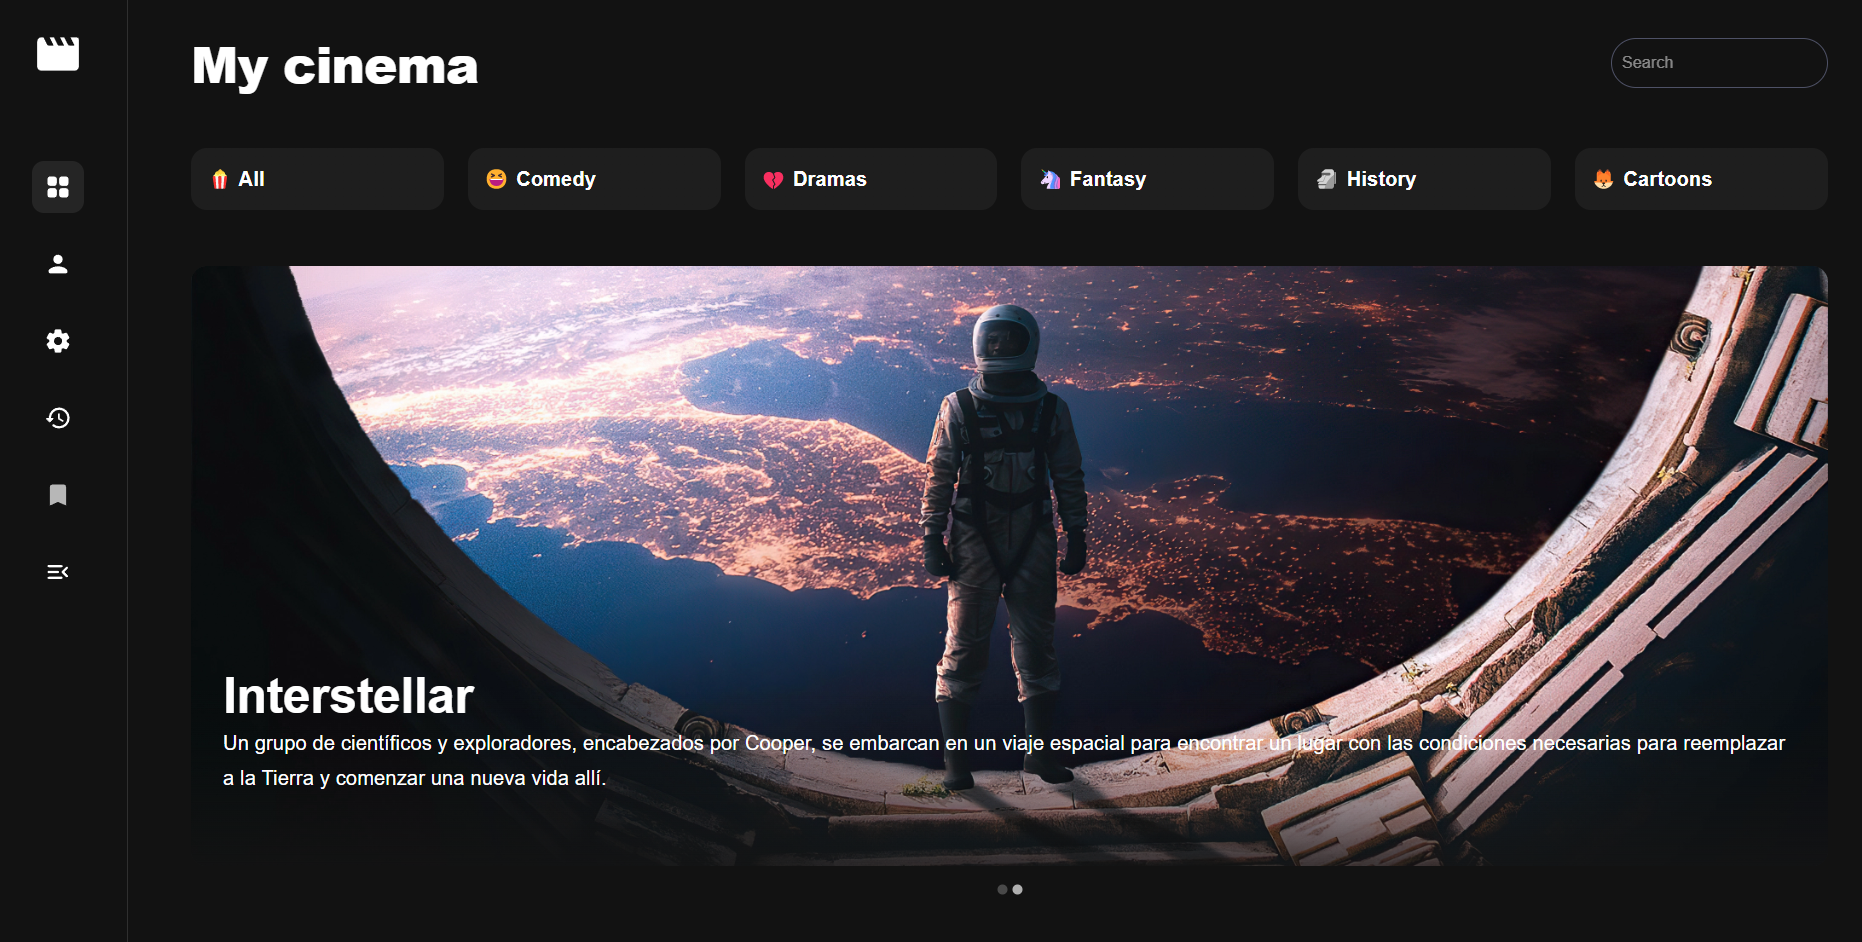 My cinema
Search
All
Comedy
Dramas
Fantasy
History
Cartoons
Interstellar
Un grupo de científicos y exploradores, encabezados por Cooper, se embarcan en un viaje espacial para encontrar un lugar con las condiciones necesarias para reemplazar
a la Tierra y comenzar una nueva vida allí.